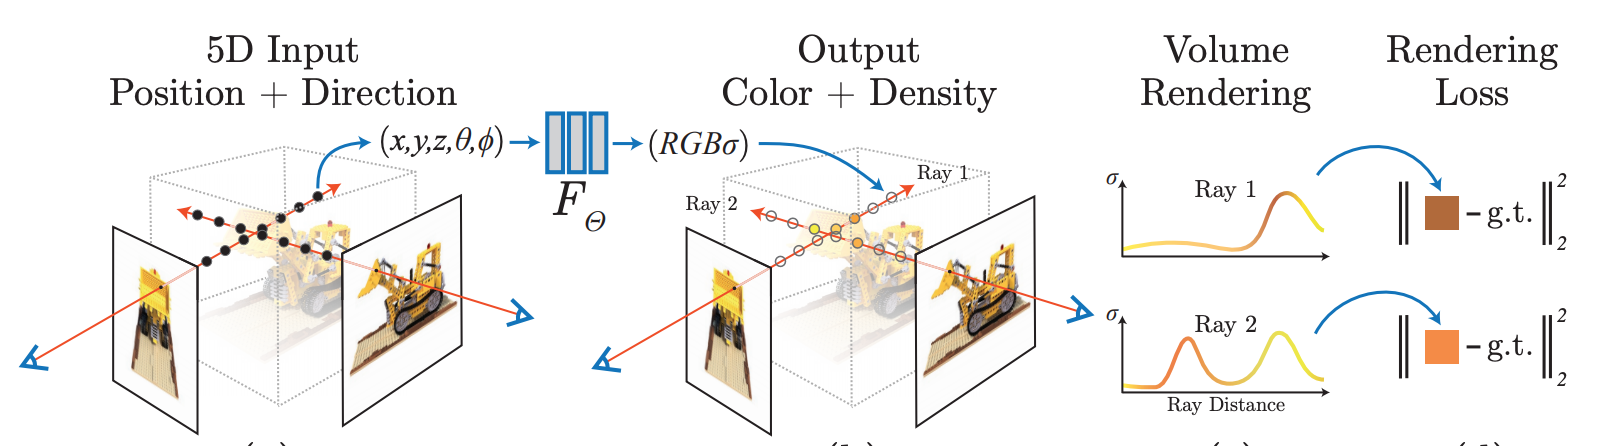 5D Input
Position + Direction
Output
Color + Density
Volume
Rendering
Rendering
Loss
(x,y,z,θ,ϕ)
F_Θ
(RGBσ)
Ray 1
Ray 2
σ
Ray 1
‖ – g.t. ‖²₂
σ
Ray 2
Ray Distance
‖ – g.t. ‖²₂